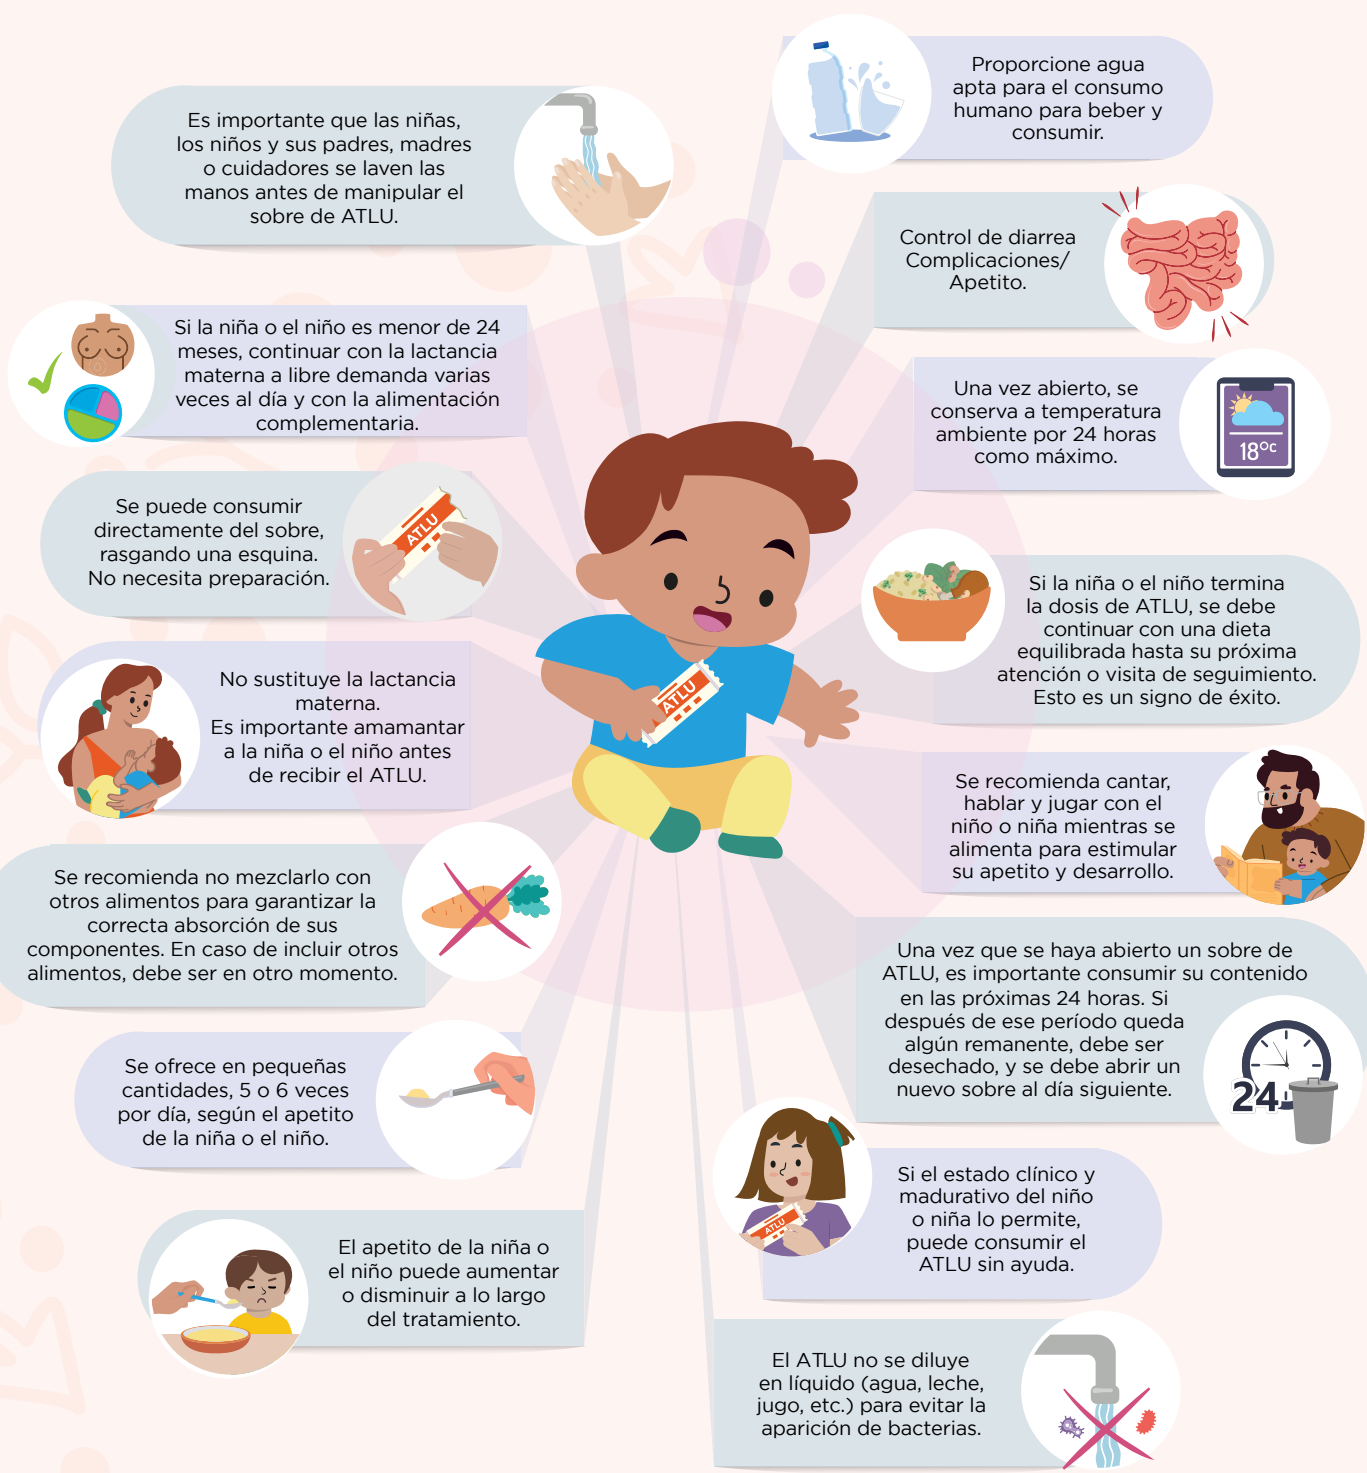 Es importante que las niñas,
los niños y sus padres, madres
o cuidadores se laven las
manos antes de manipular el
sobre de ATLU.
Si la niña o el niño es menor de 24
meses, continuar con la lactancia
materna a libre demanda varias
veces al día y con la alimentación
complementaria.
Se puede consumir
directamente del sobre,
rasgando una esquina.
No necesita preparación.
ATLU
No sustituye la lactancia
materna.
Es importante amamantar
a la niña o el niño antes
de recibir el ATLU.
Se recomienda no mezclarlo con
otros alimentos para garantizar la
correcta absorción de sus
componentes. En caso de incluir otros
alimentos, debe ser en otro momento.
Se ofrece en pequeñas
cantidades, 5 o 6 veces
por día, según el apetito
de la niña o el niño.
El apetito de la niña o
el niño puede aumentar
o disminuir a lo largo
del tratamiento.
ATLU
Proporcione agua
apta para el consumo
humano para beber y
consumir.
Control de diarrea
Complicaciones/
Apetito.
Una vez abierto, se
conserva a temperatura
ambiente por 24 horas
como máximo.
18°C
Si la niña o el niño termina
la dosis de ATLU, se debe
continuar con una dieta
equilibrada hasta su próxima
atención o visita de seguimiento.
Esto es un signo de éxito.
Se recomienda cantar,
hablar y jugar con el
niño o niña mientras se
alimenta para estimular
su apetito y desarrollo.
Una vez que se haya abierto un sobre de
ATLU, es importante consumir su contenido
en las próximas 24 horas. Si
después de ese período queda
algún remanente, debe ser
desechado, y se debe abrir un
nuevo sobre al día siguiente.
24
Si el estado clínico y
madurativo del niño
o niña lo permite,
puede consumir el
ATLU sin ayuda.
ATLU
El ATLU no se diluye
en líquido (agua, leche,
jugo, etc.) para evitar la
aparición de bacterias.